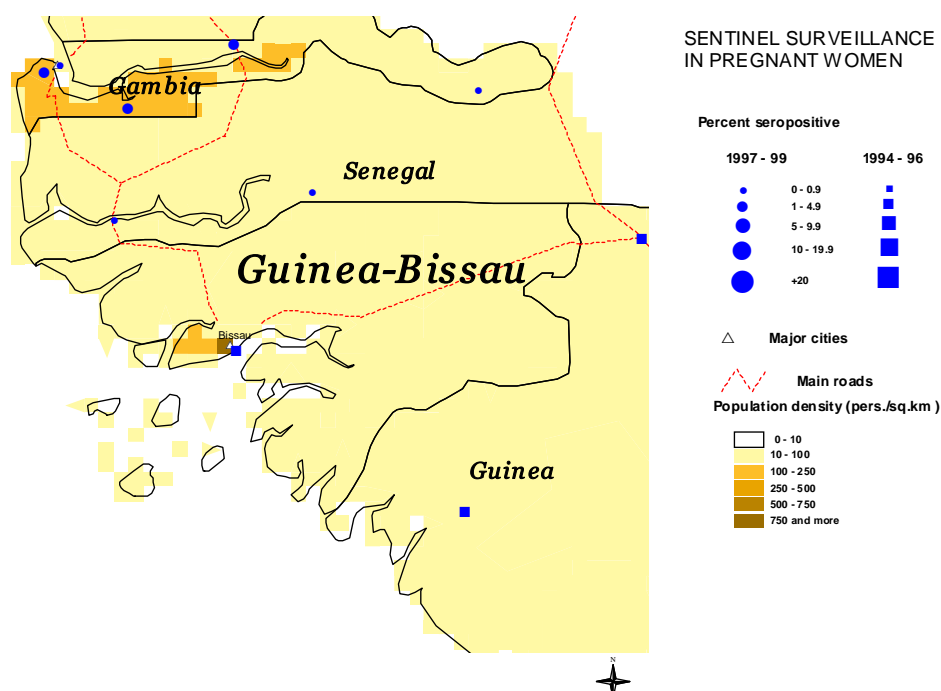 SENTINEL SURVEILLANCE
IN PREGNANT WOMEN
Percent seropositive
1997 - 99
1994 - 96
0 - 0.9
1 - 4.9
5 - 9.9
10 - 19.9
+20
Major cities
Main roads
Population density (pers./sq.km )
0 - 10
10 - 100
100 - 250
250 - 500
500 - 750
750 and more
Gambia
Senegal
Guinea-Bissau
Bissau
Guinea
N